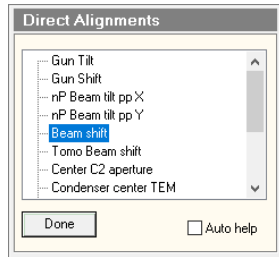 Direct Alignments
Gun Tilt
Gun Shift
nP Beam tilt pp X
nP Beam tilt pp Y
Beam shift
Tomo Beam shift
Center C2 aperture
Condenser center TEM
Done
Auto help